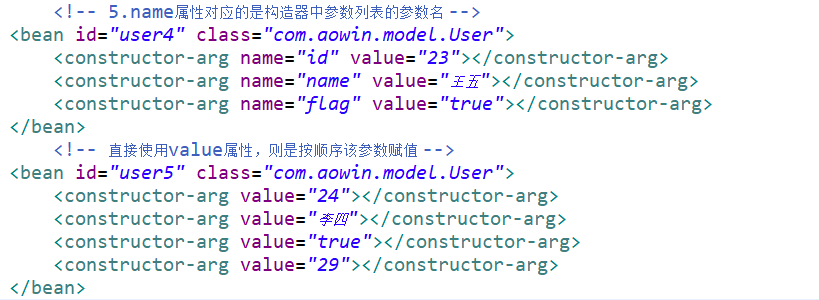 <!-- 5.name属性对应的是构造器中参数列表的参数名 -->
<bean id="user4" class="com.aowin.model.User">
<constructor-arg name="id" value="23"></constructor-arg>
<constructor-arg name="name" value="王五"></constructor-arg>
<constructor-arg name="flag" value="true"></constructor-arg>
</bean>
<!-- 直接使用value属性，则是按顺序该参数赋值 -->
<bean id="user5" class="com.aowin.model.User">
<constructor-arg value="24"></constructor-arg>
<constructor-arg value="李四"></constructor-arg>
<constructor-arg value="true"></constructor-arg>
<constructor-arg value="29"></constructor-arg>
</bean>